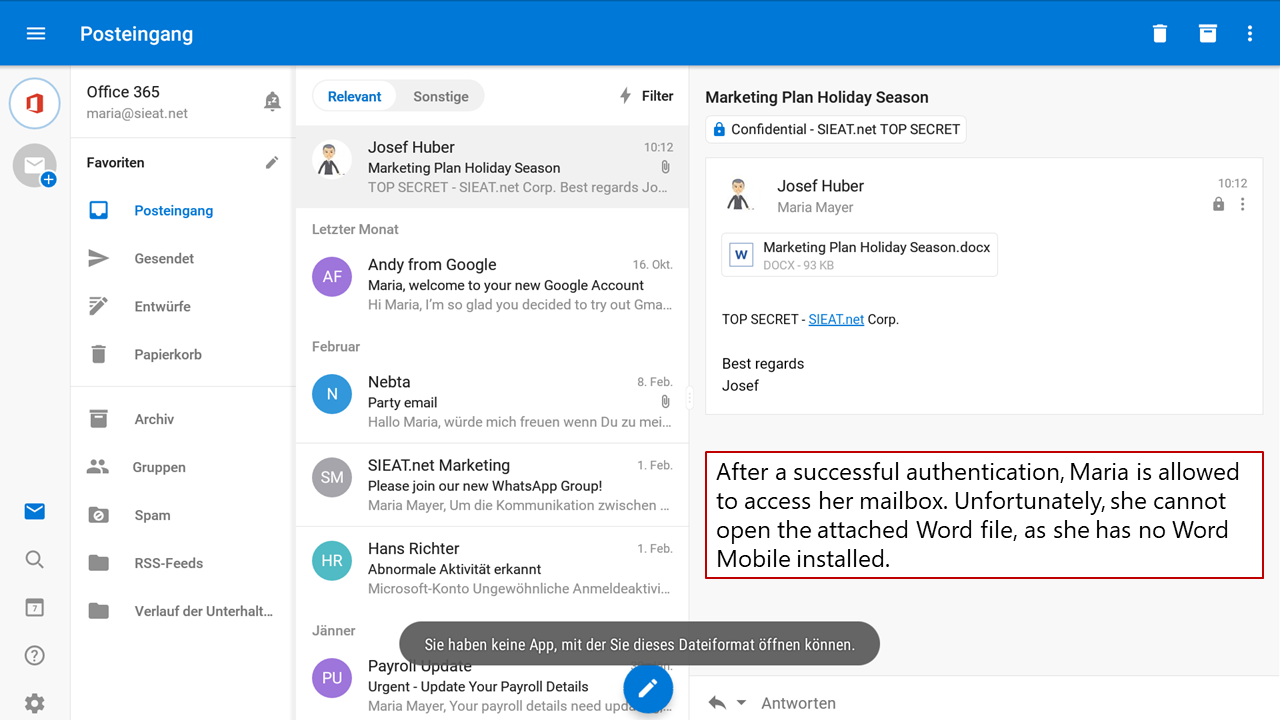 Posteingang
Office 365
maria@sieat.net
Favoriten
Posteingang
Gesendet
Entwürfe
Papierkorb
Archiv
Gruppen
Spam
RSS-Feeds
Verlauf der Unterhalt...
7
Relevant
Sonstige
Filter
Josef Huber
10:12
Marketing Plan Holiday Season
TOP SECRET - SIEAT.net Corp. Best regards Jo...
Letzter Monat
AF
Andy from Google
16. Okt.
Maria, welcome to your new Google Account
Hi Maria, I'm so glad you decided to try out Gma...
Februar
N
Nebta
8. Feb.
Party email
Hallo Maria, würde mich freuen wenn Du zu mei...
SM
SIEAT.net Marketing
1. Feb.
Please join our new WhatsApp Group!
Maria Mayer, Um die Kommunikation zwischen ...
HR
Hans Richter
1. Feb.
Abnormale Aktivität erkannt
Microsoft-Konto Ungewöhnliche Anmeldeaktivi...
Jänner
PU
Payroll Update
Urgent - Update Your Payroll Details
Maria Mayer, Your payroll details need
Sie haben keine App, mit der Sie dieses Dateiformat öffnen können.
Marketing Plan Holiday Season
Confidential - SIEAT.net TOP SECRET
Josef Huber
10:12
Maria Mayer
W
Marketing Plan Holiday Season.docx
DOCX - 93 KB
TOP SECRET - SIEAT.net Corp.
Best regards
Josef
After a successful authentication, Maria is allowed
to access her mailbox. Unfortunately, she cannot
open the attached Word file, as she has no Word
Mobile installed.
Antworten